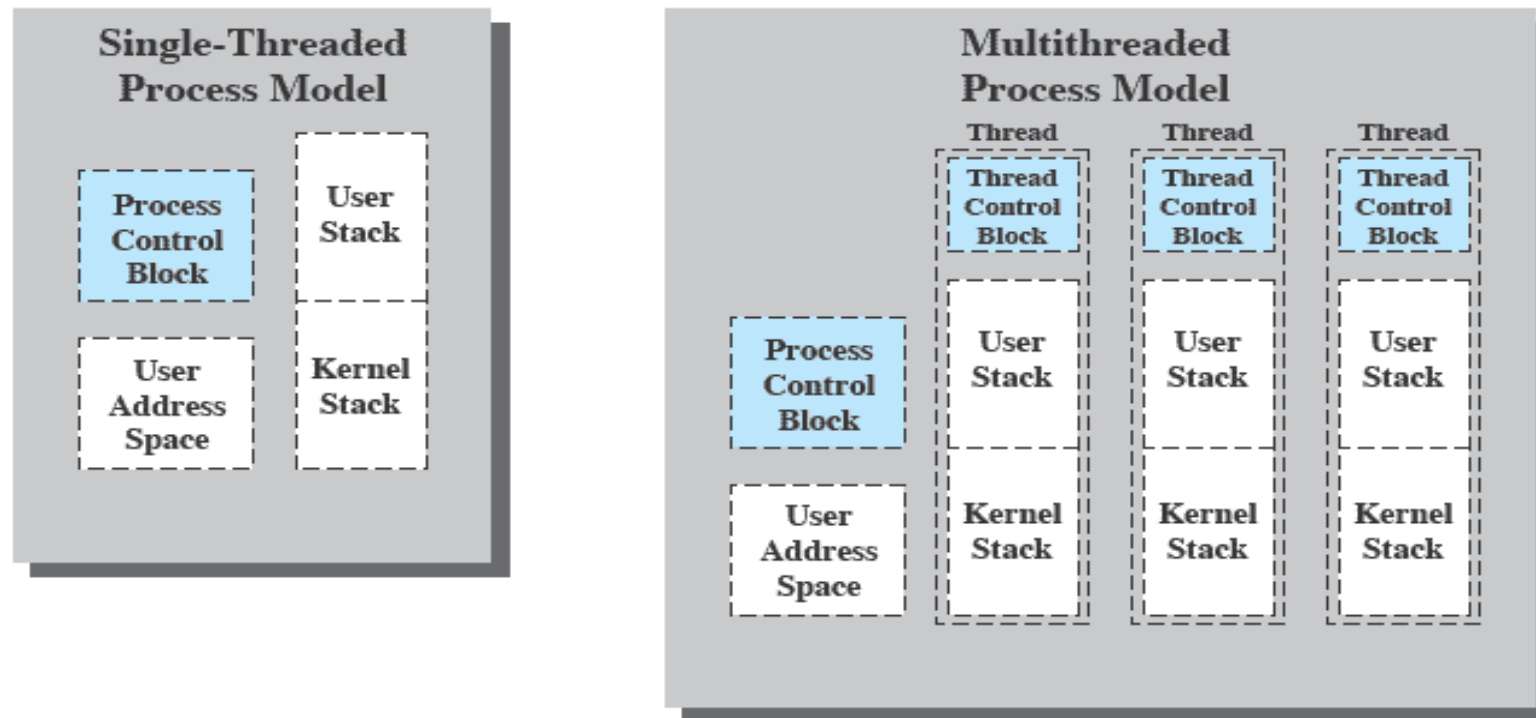 Single-Threaded
Process Model
Process
Control
Block
User
Address
Space
User
Stack
Kernel
Stack
Multithreaded
Process Model
Process
Control
Block
User
Address
Space
Thread
Thread
Control
Block
User
Stack
Kernel
Stack
Thread
Thread
Control
Block
User
Stack
Kernel
Stack
Thread
Thread
Control
Block
User
Stack
Kernel
Stack